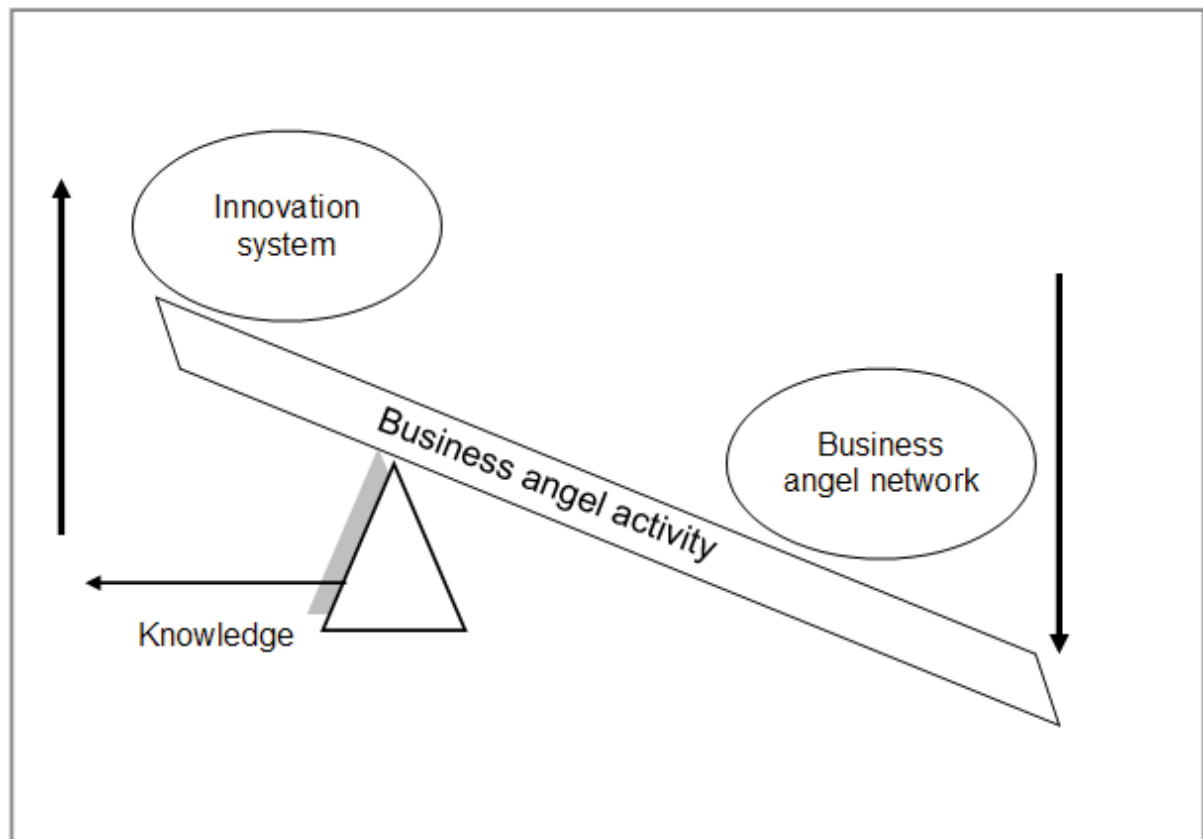 Innovation
system
Business angel activity
Business
angel network
Knowledge